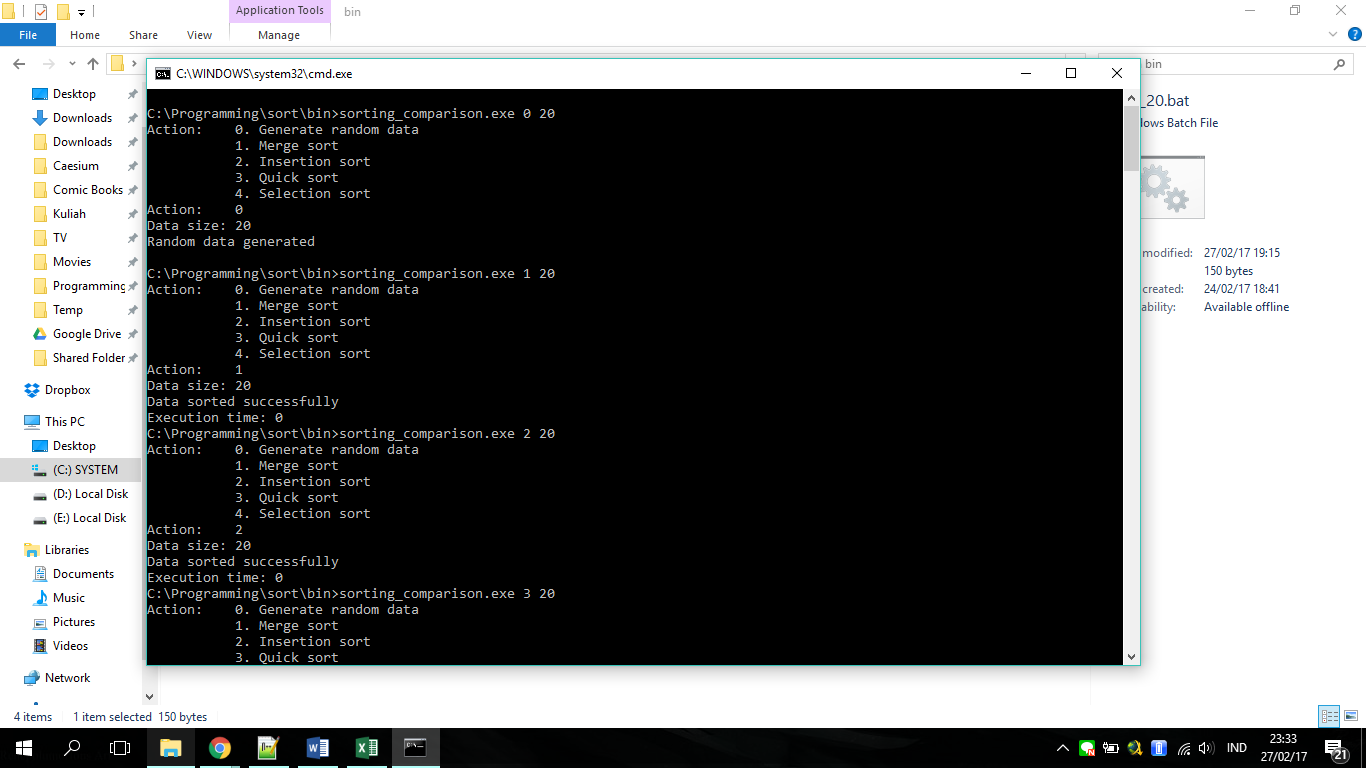 Application Tools
bin
File
Home
Share
View
Manage
bin
C:\WINDOWS\system32\cmd.exe
C:\Programming\sort\bin>sorting_comparison.exe 0 20
Action: 0. Generate random data
1. Merge sort
2. Insertion sort
3. Quick sort
4. Selection sort
Action: 0
Data size: 20
Random data generated
C:\Programming\sort\bin>sorting_comparison.exe 1 20
Action: 0. Generate random data
1. Merge sort
2. Insertion sort
3. Quick sort
4. Selection sort
Action: 1
Data size: 20
Data sorted successfully
Execution time: 0
C:\Programming\sort\bin>sorting_comparison.exe 2 20
Action: 0. Generate random data
1. Merge sort
2. Insertion sort
3. Quick sort
4. Selection sort
Action: 2
Data size: 20
Data sorted successfully
Execution time: 0
C:\Programming\sort\bin>sorting_comparison.exe 3 20
Action: 0. Generate random data
1. Merge sort
2. Insertion sort
3. Quick sort
Desktop
Downloads
Downloads
Caesium
Comic Books
Kuliah
TV
Movies
Programming
Temp
Google Drive
Shared Folder
Dropbox
This PC
Desktop
(C:) SYSTEM
(D:) Local Disk
(E:) Local Disk
Libraries
Documents
Music
Pictures
Videos
Network
_20.bat
dows Batch File
modified: 27/02/17 19:15
150 bytes
created: 24/02/17 18:41
ability: Available offline
4 items 1 item selected 150 bytes
IND
23:33
27/02/17
21